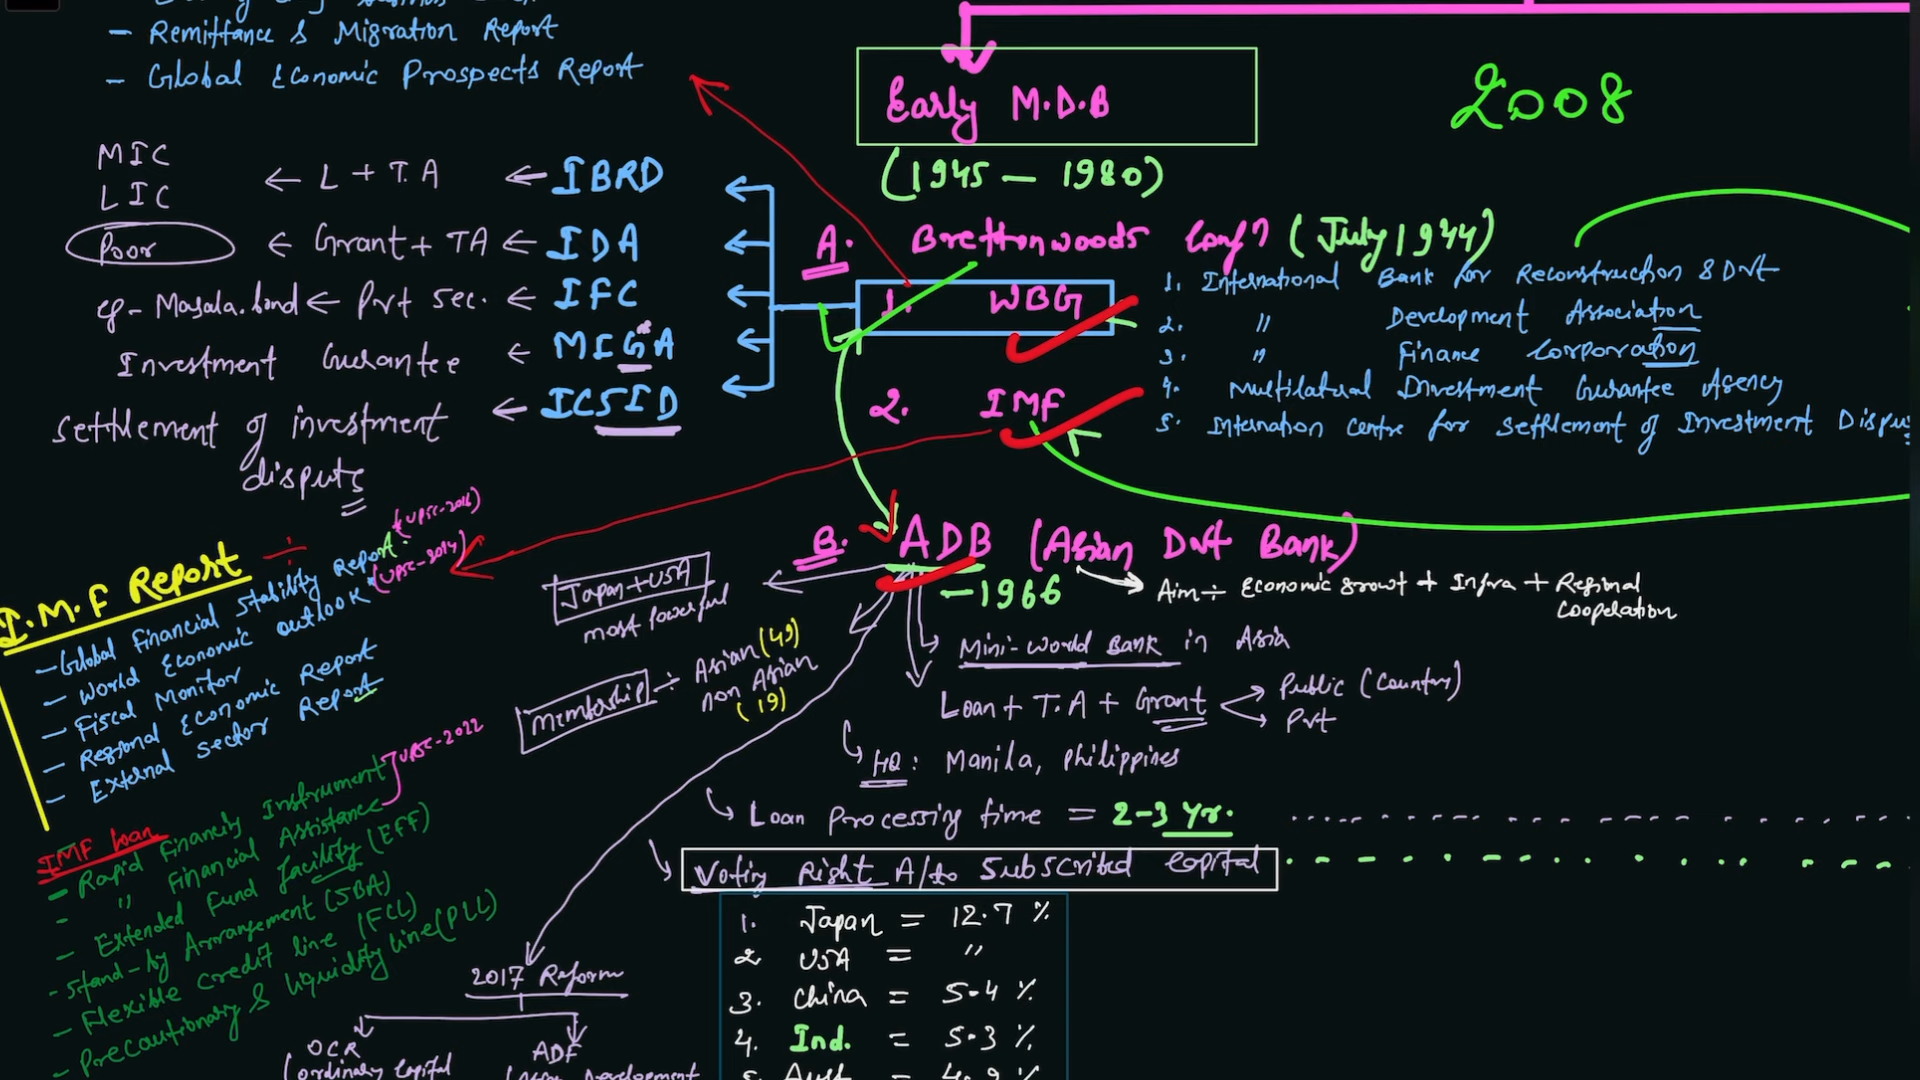 - Remittance & Migration Report
- Global Economic Prospects Report
Early M.D.B
(1945 - 1980)
2008
A. Brettonwoods Confⁿ (July 1944)
1. WBG
2. IMF
1. International Bank for Reconstruction & Dvt
2. " Development Association
3. " Finance Corporation
4. Multilatural Investment Gurantee Agency
5. Internation centre for settlement of Investment Dispu
MIC
LIC ← L + T.A ← IBRD
Poor ← Grant + TA ← IDA
eg - Masala.bond ← Pvt sec. ← IFC
Investment Gurantee ← MIGA
settlement of investment ← ICSID
disputs
I.M.F Report ÷
- Global Financial Stability Report (UPSC-2016)
- World Economic outlook (UPSC-2014)
- Fiscal Monitor
- Regional Economic Report
- External sector Report
IMF loan
- Rapid Financing Instrument
- " Financial Assistance ] UPSC-2022
- Extended Fund facility (EFF)
- Stand-by Arrangement (SBA)
- Flexible credit line (FCL)
- Precautionary & liquidity line (PLL)
B. ADB (Asian Dvt Bank)
- 1966
Aim ÷ Economic growt + Infra + Regional
Japan + USA
most powerful
Membership ÷ Asian (49)
non Asian
(19)
Mini-World Bank in Asia
Loan + T.A + Grant → Public (Country)
→ Pvt
HQ : Manila, Philippines
Loan Processing time = 2-3 Yr.
Voting Right A/to Subscribed Capital
1. Japan = 12.7 %
2. USA = "
3. China = 5.4 %
4. Ind. = 5.3 %
2017 Reform
OCR
ADF